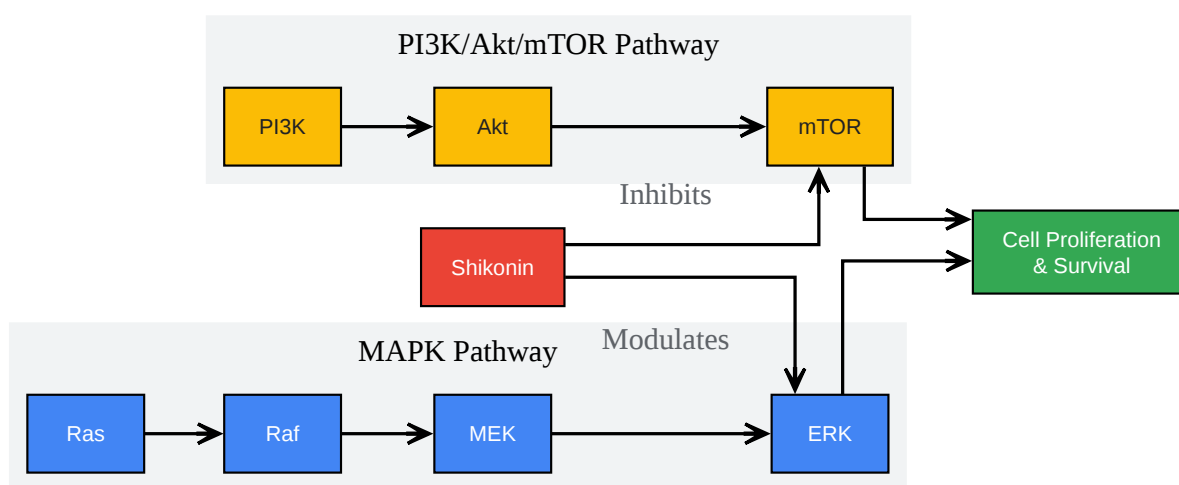 PI3K/Akt/mTOR Pathway
PI3K
Akt
mTOR
Inhibits
Shikonin
Cell Proliferation
& Survival
Modulates
MAPK Pathway
Ras
Raf
MEK
ERK